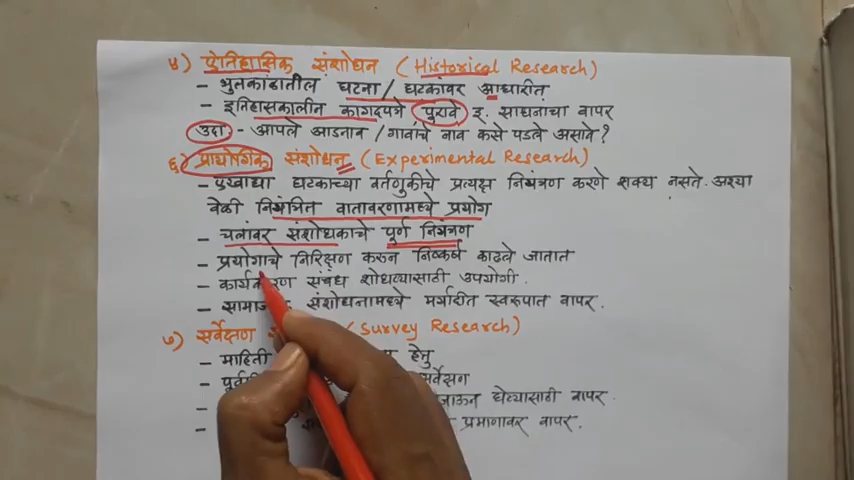 ५) ऐतिहासिक संशोधन (Historical Research)
- भुतकाळातील घटना / घटकांवर आधारीत
- इतिहासकालीन कागदपत्रे पुरावे इ. साधनाचा वापर
उदा. - आपले आडनाव / गावांचे नाव कसे पडले असावे?
६) प्रायोगिक संशोधन (Experimental Research)
- एखाद्या घटकाच्या वर्तणुकीचे प्रत्यक्ष नियंत्रण करणे शक्य नसते. अश्या
वेळी नियंत्रित वातावरणामध्ये प्रयोग
- चलांवर संशोधकाचे पूर्ण नियंत्रण
- प्रयोगाचे निरिक्षण करुन निष्कर्ष काढले जातात
- कार्यकारण संबंध शोधण्यासाठी उपयोगी.
- संशोधनामध्ये मर्यादीत स्वरुपात वापर.
७) सर्वेक्षण (Survey Research)
- माहिती हेतु
- सर्वेक्षण
- जाऊन घेण्यासाठी वापर.
- प्रमाणावर वापर.